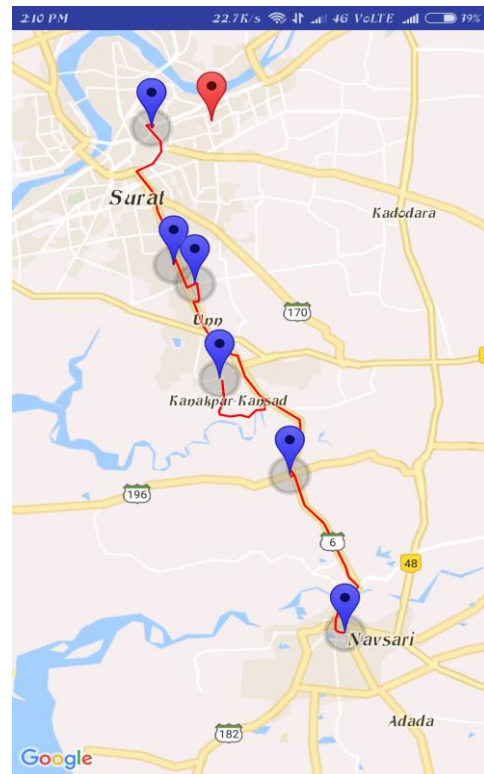 2:10 PM 22.7K/s 4G VoLTE 39%
Surat
Kadodara
170
Unn
Kanakpur-Kansad
196
6
48
Navsari
182
Adada
Google